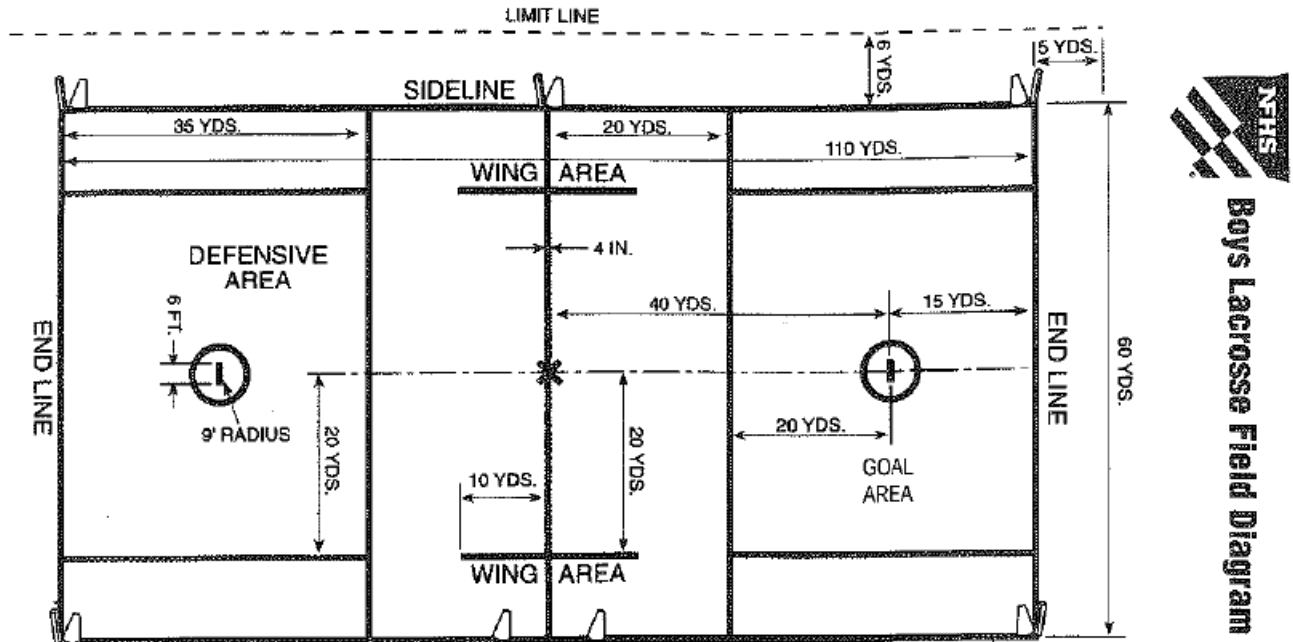 LIMIT LINE
6 YDS.
5 YDS.
SIDELINE
35 YDS.
20 YDS.
110 YDS.
WING AREA
4 IN.
DEFENSIVE
AREA
6 FT.
40 YDS.
15 YDS.
END LINE
END LINE
60 YDS.
9' RADIUS
20 YDS.
20 YDS.
20 YDS.
10 YDS.
GOAL
AREA
WING AREA
NFHS
Boys Lacrosse Field Diagram